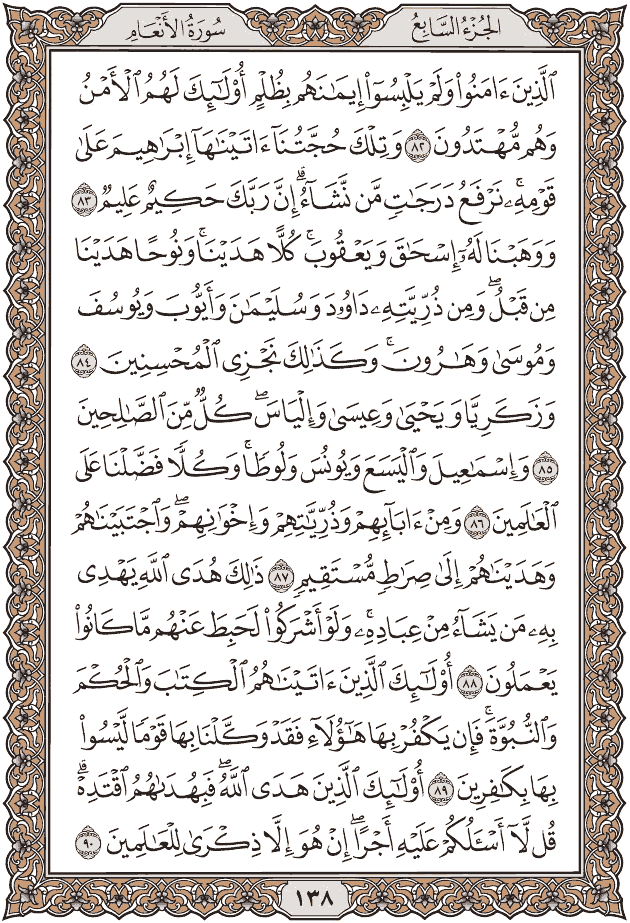 الجُزْءُ السَّابِعُ
سُورَةُ الأَنْعَامِ
ٱلَّذِينَ ءَامَنُوا۟ وَلَمْ يَلْبِسُوٓا۟ إِيمَـٰنَهُم بِظُلْمٍ أُو۟لَـٰٓئِكَ لَهُمُ ٱلْأَمْنُ
وَهُم مُّهْتَدُونَ ٨٢ وَتِلْكَ حُجَّتُنَآ ءَاتَيْنَـٰهَآ إِبْرَٰهِيمَ عَلَىٰ
قَوْمِهِۦ ۚ نَرْفَعُ دَرَجَـٰتٍ مَّن نَّشَآءُ ۗ إِنَّ رَبَّكَ حَكِيمٌ عَلِيمٌ ٨٣
وَوَهَبْنَا لَهُۥٓ إِسْحَـٰقَ وَيَعْقُوبَ ۚ كُلًّا هَدَيْنَا ۚ وَنُوحًا هَدَيْنَا
مِن قَبْلُ ۖ وَمِن ذُرِّيَّتِهِۦ دَاوُۥدَ وَسُلَيْمَـٰنَ وَأَيُّوبَ وَيُوسُفَ
وَمُوسَىٰ وَهَـٰرُونَ ۚ وَكَذَٰلِكَ نَجْزِى ٱلْمُحْسِنِينَ ٨٤
وَزَكَرِيَّا وَيَحْيَىٰ وَعِيسَىٰ وَإِلْيَاسَ ۖ كُلٌّ مِّنَ ٱلصَّـٰلِحِينَ
٨٥ وَإِسْمَـٰعِيلَ وَٱلْيَسَعَ وَيُونُسَ وَلُوطًا ۚ وَكُلًّا فَضَّلْنَا عَلَى
ٱلْعَـٰلَمِينَ ٨٦ وَمِنْ ءَابَآئِهِمْ وَذُرِّيَّـٰتِهِمْ وَإِخْوَٰنِهِمْ ۖ وَٱجْتَبَيْنَـٰهُمْ
وَهَدَيْنَـٰهُمْ إِلَىٰ صِرَٰطٍ مُّسْتَقِيمٍ ٨٧ ذَٰلِكَ هُدَى ٱللَّهِ يَهْدِى
بِهِۦ مَن يَشَآءُ مِنْ عِبَادِهِۦ ۚ وَلَوْ أَشْرَكُوا۟ لَحَبِطَ عَنْهُم مَّا كَانُوا۟
يَعْمَلُونَ ٨٨ أُو۟لَـٰٓئِكَ ٱلَّذِينَ ءَاتَيْنَـٰهُمُ ٱلْكِتَـٰبَ وَٱلْحُكْمَ
وَٱلنُّبُوَّةَ ۚ فَإِن يَكْفُرْ بِهَا هَـٰٓؤُلَآءِ فَقَدْ وَكَّلْنَا بِهَا قَوْمًا لَّيْسُوا۟
بِهَا بِكَـٰفِرِينَ ٨٩ أُو۟لَـٰٓئِكَ ٱلَّذِينَ هَدَى ٱللَّهُ ۖ فَبِهُدَىٰهُمُ ٱقْتَدِهْ ۗ
قُل لَّآ أَسْـَٔلُكُمْ عَلَيْهِ أَجْرًا ۖ إِنْ هُوَ إِلَّا ذِكْرَىٰ لِلْعَـٰلَمِينَ ٩٠
١٣٨